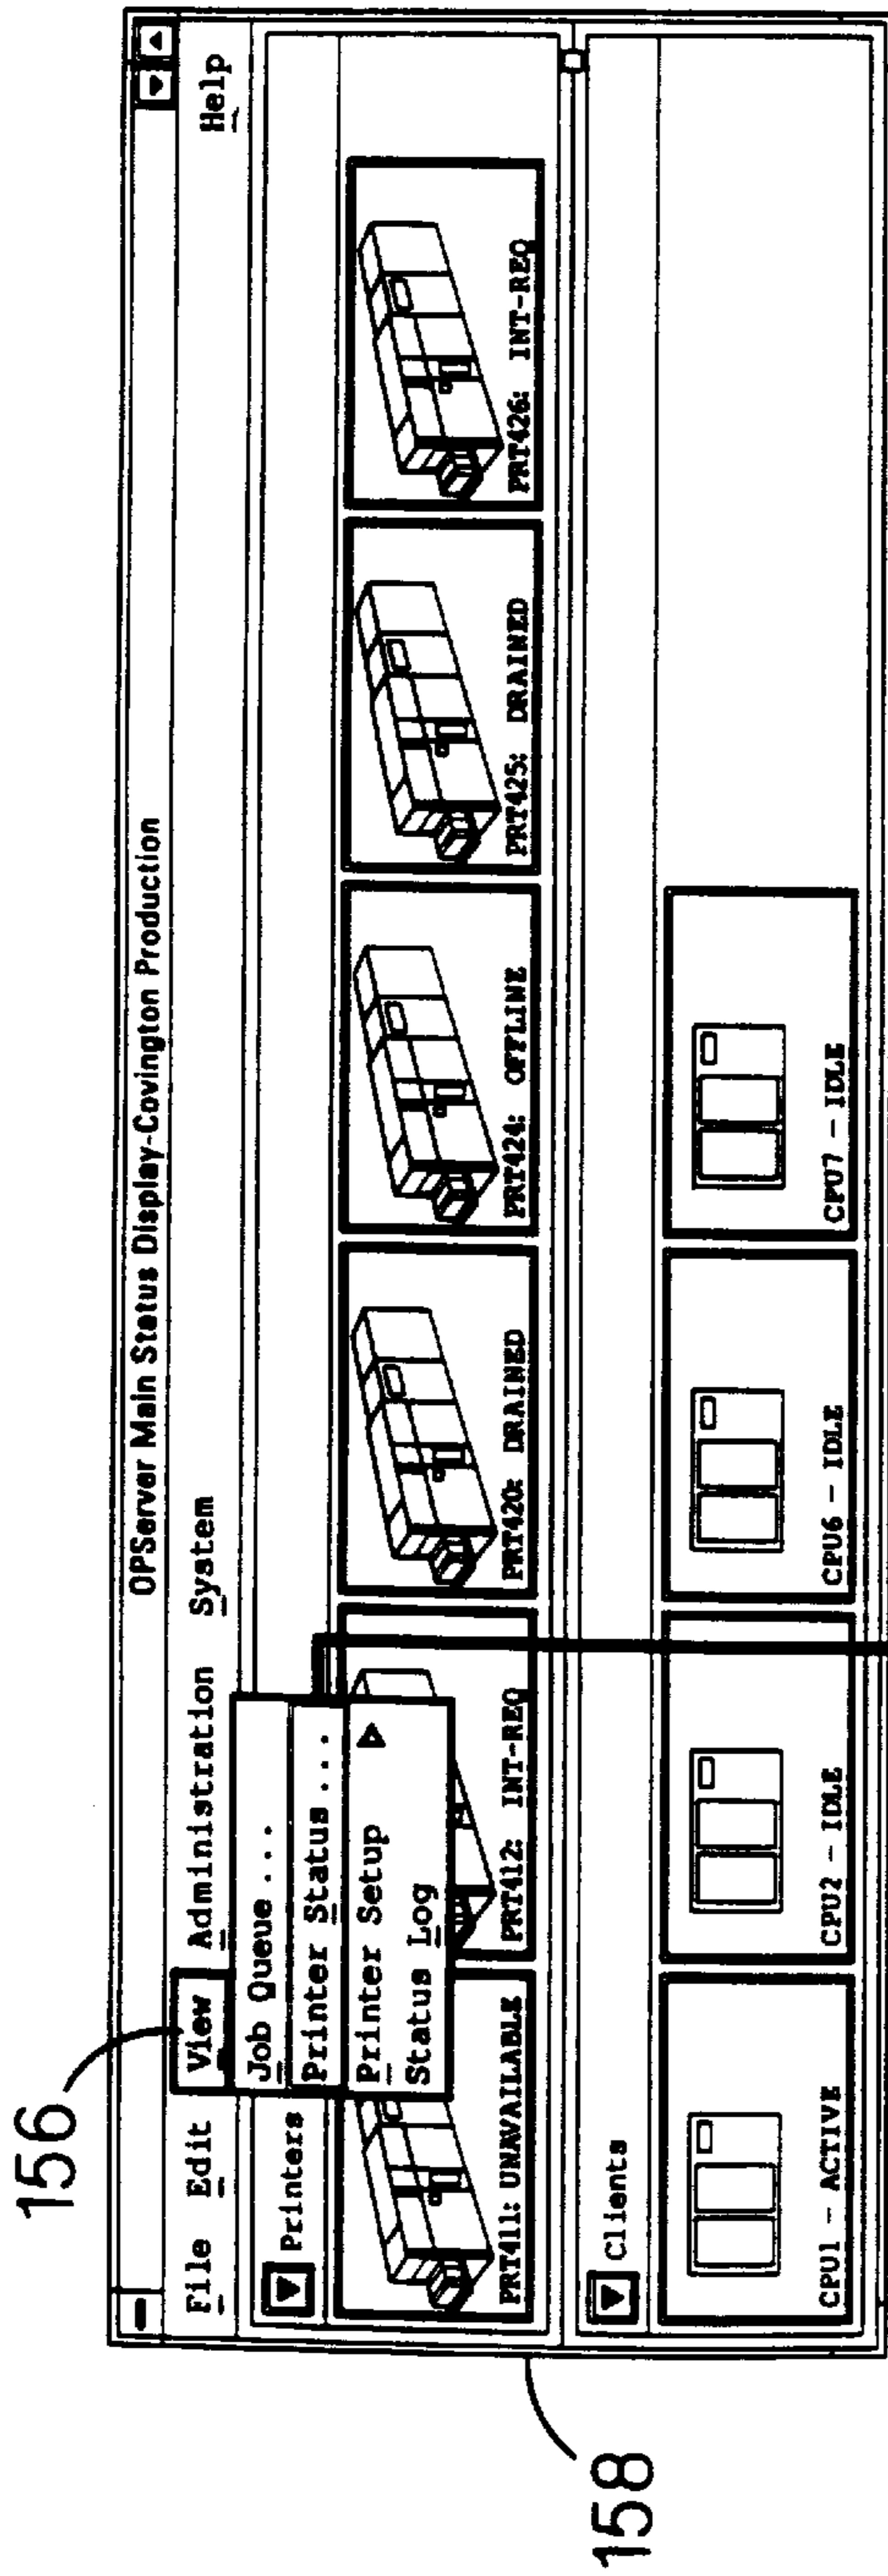 156
OPServer Main Status Display-Covington Production
File Edit View Administration System Help
Job Queue...
Printer Status...
Printer Setup
Status Log
Printers
PRT411: UNAVAILABLE
PRT412: INT-REQ
PRT420: DRAINED
PRT424: OFFLINE
PRT425: DRAINED
PRT426: INT-REQ
158
Clients
CPU1 - ACTIVE
CPU2 - IDLE
CPU6 - IDLE
CPU7 - IDLE